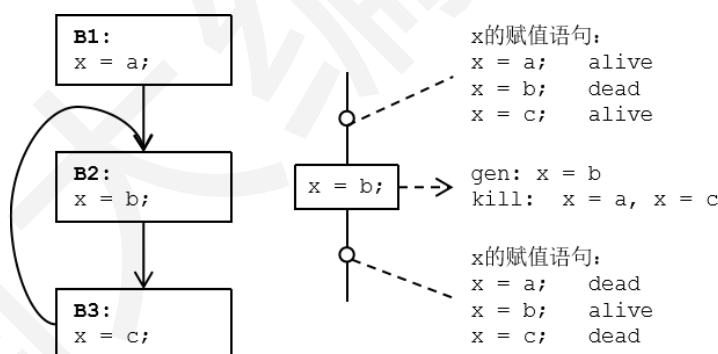 B1:
x = a;
B2:
x = b;
B3:
x = c;
x = b;
x的赋值语句:
x = a; alive
x = b; dead
x = c; alive
gen: x = b
kill: x = a, x = c
x的赋值语句:
x = a; dead
x = b; alive
x = c; dead